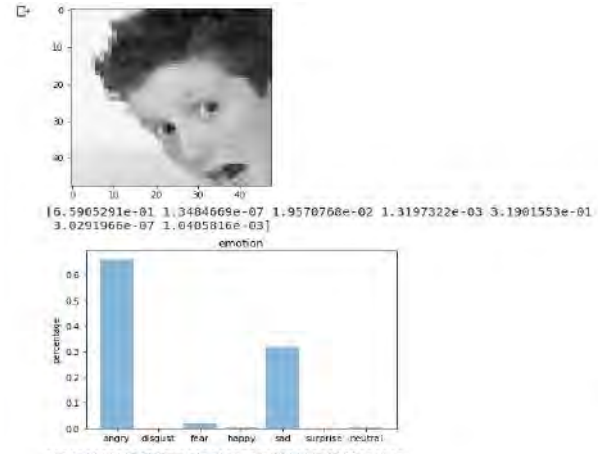 0
10
20
30
40
0 10 20 30 40
[6.5905291e-01 1.3484669e-07 1.9570768e-02 1.3197322e-03 3.1901553e-01
3.0291966e-07 1.0405816e-03]
emotion
0.6
0.5
0.4
0.3
0.2
0.1
0.0
percentage
angry disgust fear happy sad surprise neutral